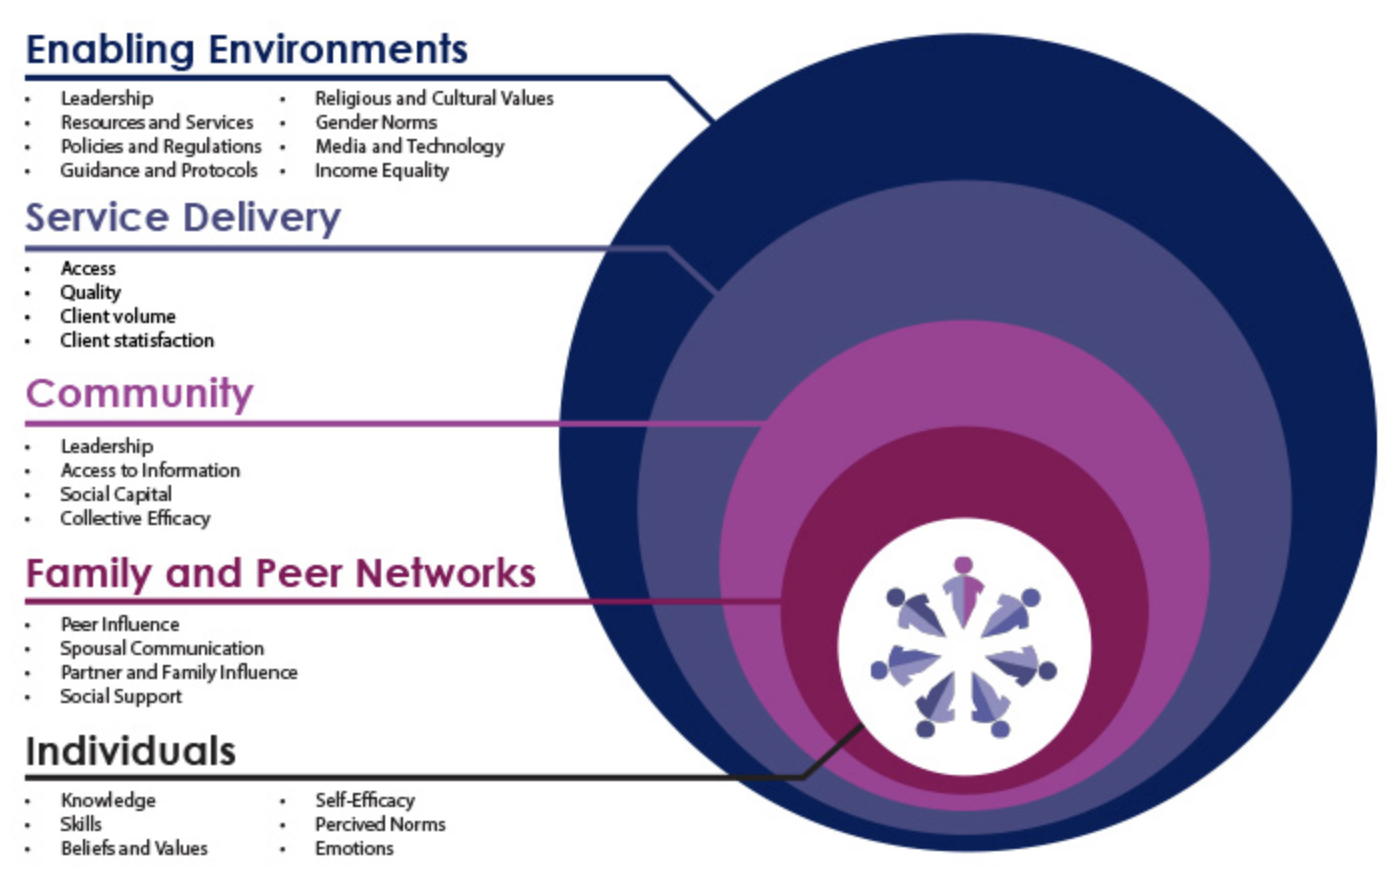 Enabling Environments
• Leadership
• Resources and Services
• Policies and Regulations
• Guidance and Protocols
• Religious and Cultural Values
• Gender Norms
• Media and Technology
• Income Equality
Service Delivery
• Access
• Quality
• Client volume
• Client statisfaction
Community
• Leadership
• Access to Information
• Social Capital
• Collective Efficacy
Family and Peer Networks
• Peer Influence
• Spousal Communication
• Partner and Family Influence
• Social Support
Individuals
• Knowledge
• Skills
• Beliefs and Values
• Self-Efficacy
• Percived Norms
• Emotions